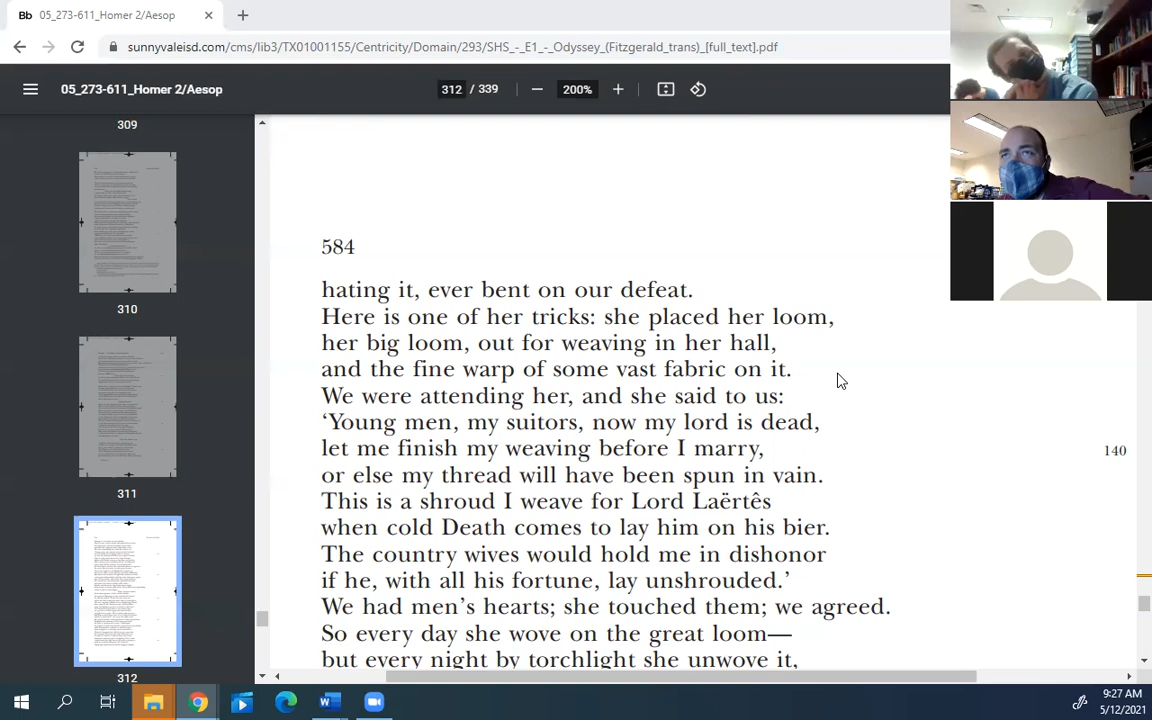 Bb 05_273-611_Homer 2/Aesop
sunnyvaleisd.com/cms/lib3/TX01001155/Centricity/Domain/293/SHS_-_E1_-_Odyssey_(Fitzgerald_trans)_[full_text].pdf
05_273-611_Homer 2/Aesop
312 / 339
200%
309
310
311
312
584
hating it, ever bent on our defeat.
Here is one of her tricks: she placed her loom,
her big loom, out for weaving in her hall,
and the fine warp of some vast fabric on it.
We were attending her, and she said to us:
‘Young men, my suitors, now my lord is dead,
let me finish my weaving before I marry,
140
or else my thread will have been spun in vain.
This is a shroud I weave for Lord Laërtês
when cold Death comes to lay him on his bier.
The country wives would hold me in dishonor
if he, with all his fortune, lay unshrouded.’
We had men’s hearts; she touched them; we agreed.
So every day she wove on the great loom—
but every night by torchlight she unwove it,
9:27 AM
5/12/2021